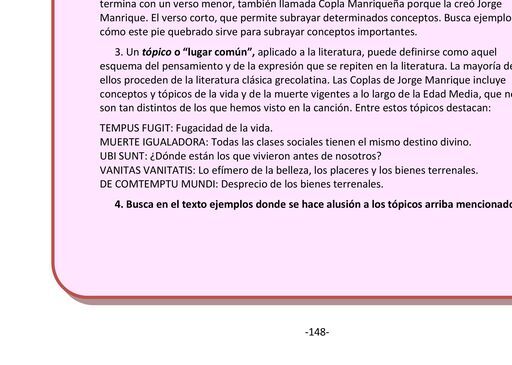 termina con un verso menor, también llamada Copla Manriqueña porque la creó Jorge
Manrique. El verso corto, que permite subrayar determinados conceptos. Busca ejemplo
cómo este pie quebrado sirve para subrayar conceptos importantes.
3. Un tópico o “lugar común”, aplicado a la literatura, puede definirse como aquel
esquema del pensamiento y de la expresión que se repiten en la literatura. La mayoría de
ellos proceden de la literatura clásica grecolatina. Las Coplas de Jorge Manrique incluye
conceptos y tópicos de la vida y de la muerte vigentes a lo largo de la Edad Media, que n
son tan distintos de los que hemos visto en la canción. Entre estos tópicos destacan:
TEMPUS FUGIT: Fugacidad de la vida.
MUERTE IGUALADORA: Todas las clases sociales tienen el mismo destino divino.
UBI SUNT: ¿Dónde están los que vivieron antes de nosotros?
VANITAS VANITATIS: Lo efímero de la belleza, los placeres y los bienes terrenales.
DE COMTEMPTU MUNDI: Desprecio de los bienes terrenales.
4. Busca en el texto ejemplos donde se hace alusión a los tópicos arriba mencionado
-148-